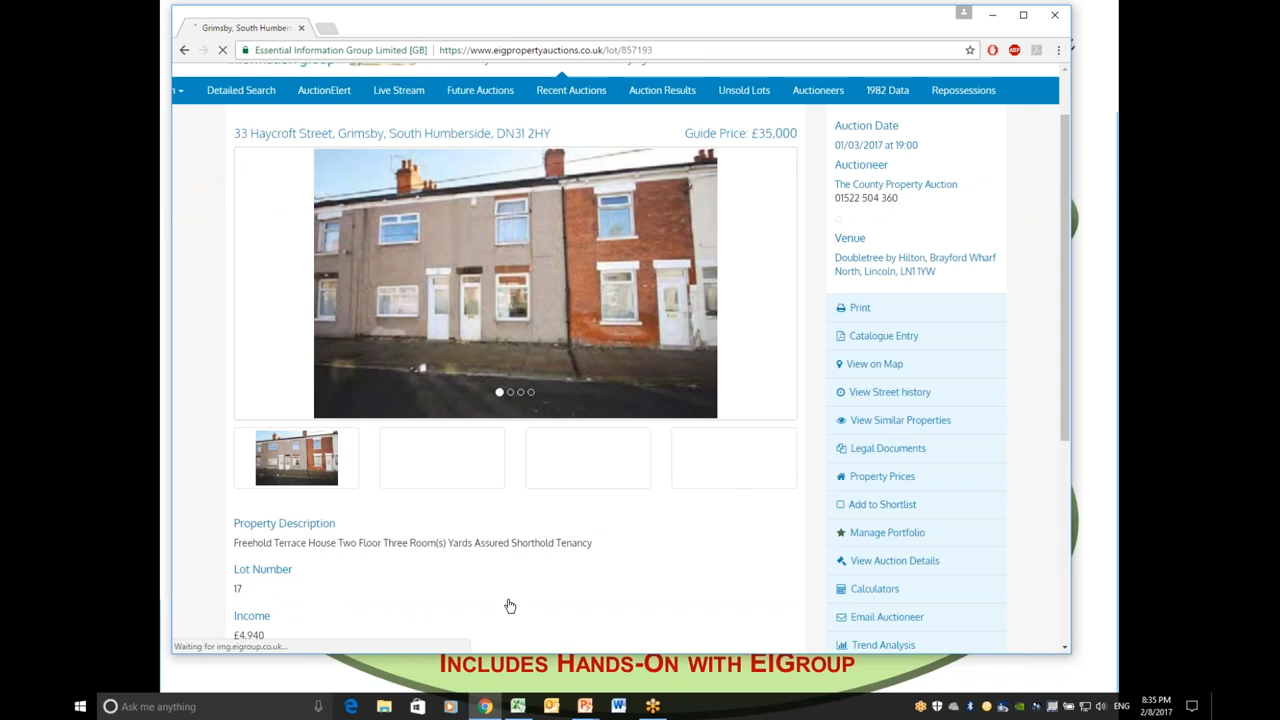 Grimsby, South Humber
Essential Information Group Limited [GB] https://www.eigpropertyauctions.co.uk/lot/857193
Detailed Search AuctionElert Live Stream Future Auctions Recent Auctions Auction Results Unsold Lots Auctioneers 1982 Data Repossessions
33 Haycroft Street, Grimsby, South Humberside, DN31 2HY
Guide Price: £35,000
Property Description
Freehold Terrace House Two Floor Three Room(s) Yards Assured Shorthold Tenancy
Lot Number
17
Income
£4,940
Auction Date
01/03/2017 at 19:00
Auctioneer
The County Property Auction
01522 504 360
Venue
Doubletree by Hilton, Brayford Wharf
North, Lincoln, LN1 1YW
Print
Catalogue Entry
View on Map
View Street history
View Similar Properties
Legal Documents
Property Prices
Add to Shortlist
Manage Portfolio
View Auction Details
Calculators
Email Auctioneer
Trend Analysis
Waiting for img.eigroup.co.uk...
INCLUDES HANDS-ON WITH EIGROUP
Ask me anything
ENG
8:35 PM
2/8/2017